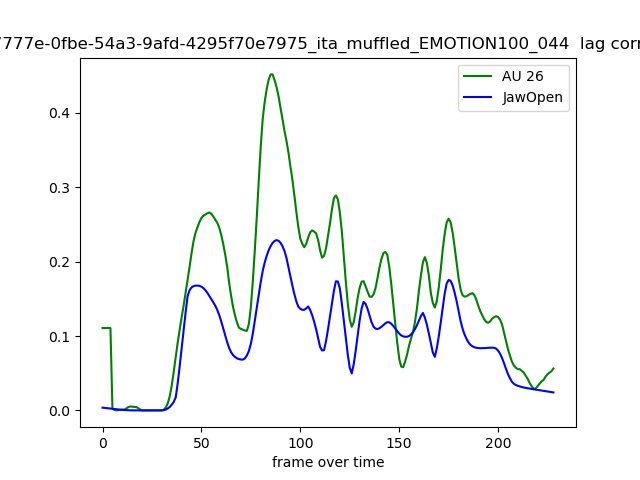 7777e-0fbe-54a3-9afd-4295f70e7975_ita_muffled_EMOTION100_044 lag corr
AU 26
JawOpen
0.4
0.3
0.2
0.1
0.0
0 50 100 150 200
frame over time